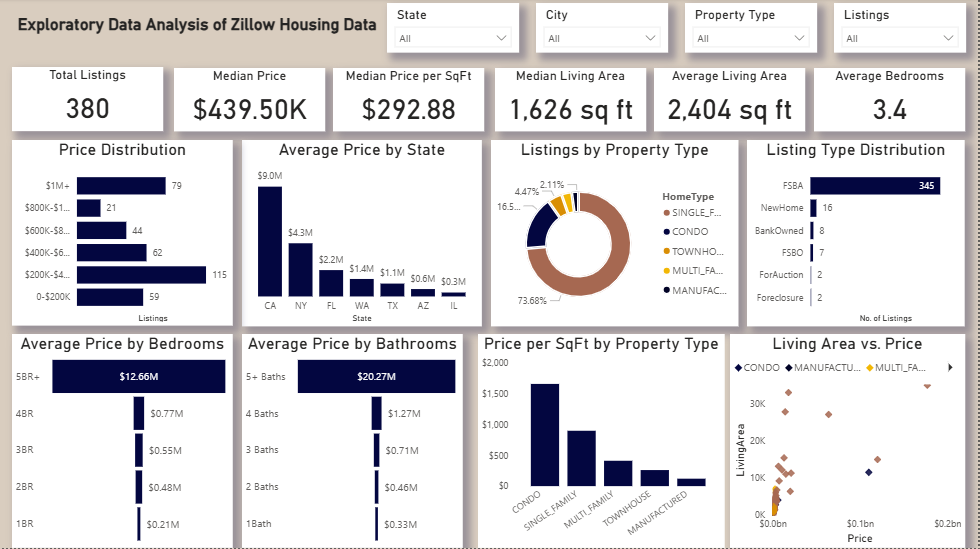 Exploratory Data Analysis of Zillow Housing Data
State
All
City
All
Property Type
All
Listings
All
Total Listings
380
Median Price
$439.50K
Median Price per SqFt
$292.88
Median Living Area
1,626 sq ft
Average Living Area
2,404 sq ft
Average Bedrooms
3.4
Price Distribution
$1M+ 79
$800K-$1... 21
$600K-$8... 44
$400K-$6... 62
$200K-$4... 115
0-$200K 59
Listings
Average Price by State
$9.0M
$4.3M
$2.2M
$1.4M
$1.1M
$0.6M
$0.3M
CA NY FL WA TX AZ IL
State
Listings by Property Type
2.11%
4.47%
16.5...
73.68%
HomeType
SINGLE_F...
CONDO
TOWNHO...
MULTI_FA...
MANUFAC...
Listing Type Distribution
FSBA 345
NewHome 16
BankOwned 8
FSBO 7
ForAuction 2
Foreclosure 2
No. of Listings
Average Price by Bedrooms
5BR+ $12.66M
4BR $0.77M
3BR $0.55M
2BR $0.48M
1BR $0.21M
Average Price by Bathrooms
5+ Baths $20.27M
4 Baths $1.27M
3 Baths $0.71M
2 Baths $0.46M
1Bath $0.33M
Price per SqFt by Property Type
$2,000
$1,500
$1,000
$500
$0
CONDO
SINGLE_FAMILY
MULTI_FAMILY
TOWNHOUSE
MANUFACTURED
Living Area vs. Price
CONDO MANUFACTU... MULTI_FA...
LivingArea
30K
20K
10K
0K
$0.0bn $0.1bn $0.2bn
Price